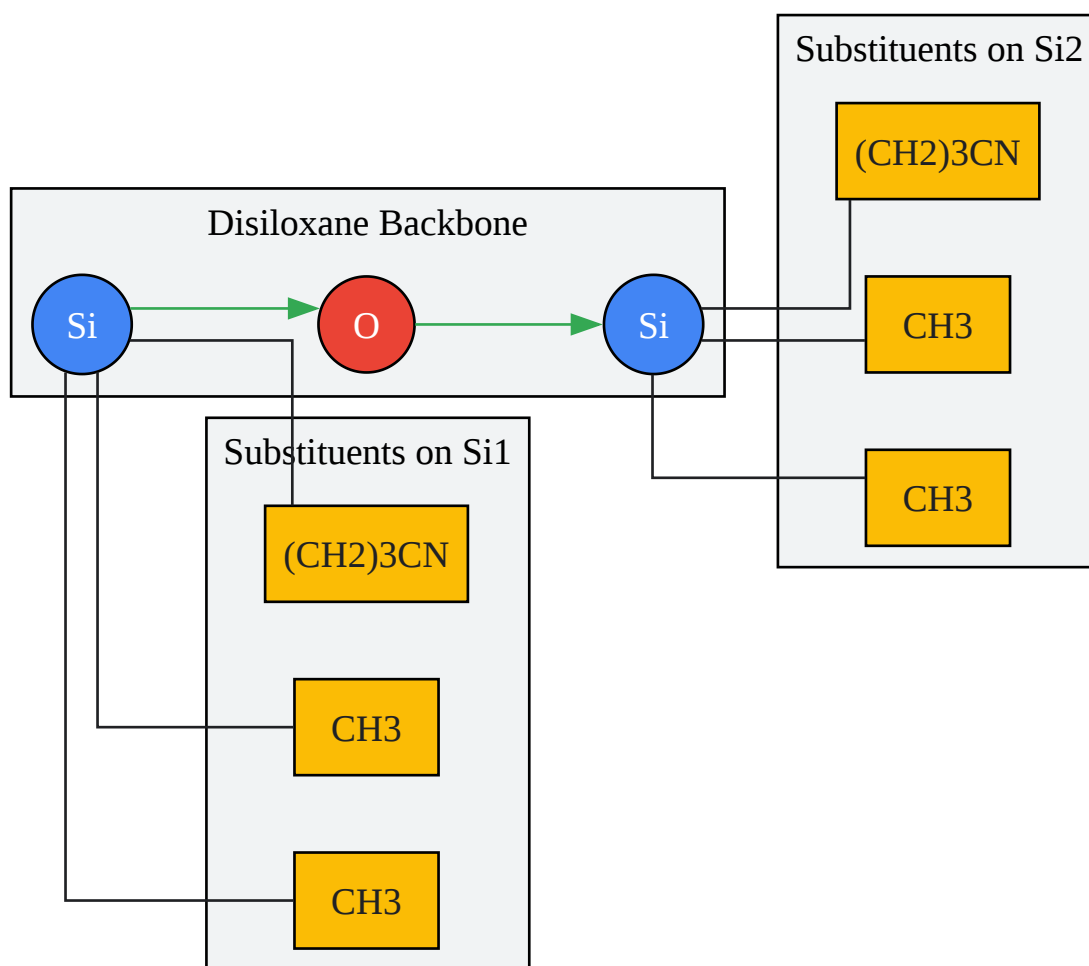 Substituents on Si2
(CH2)3CN
Disiloxane Backbone
Si
O
Si
CH3
CH3
Substituents on Si1
(CH2)3CN
CH3
CH3